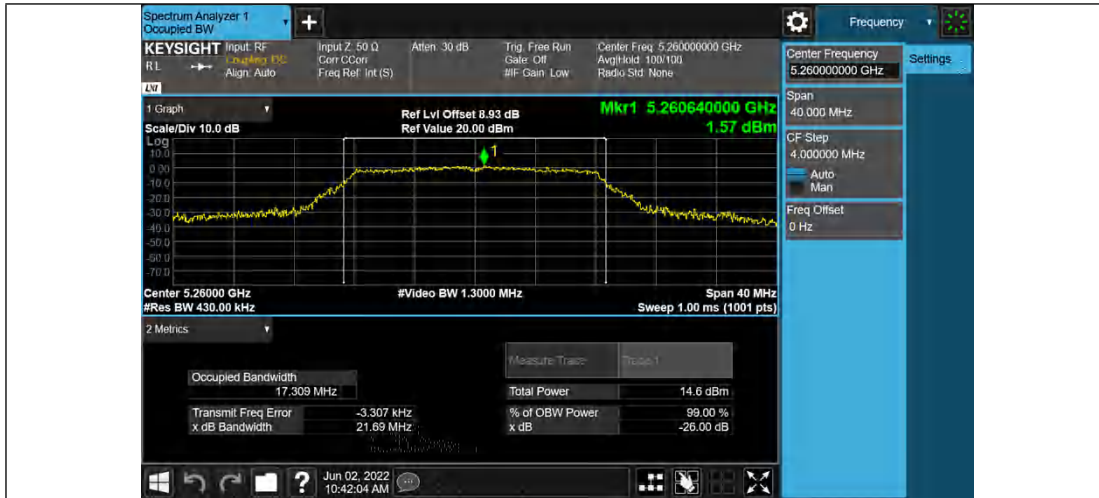 Spectrum Analyzer 1
Occupied BW
+
Frequency
KEYSIGHT
RL
LXI
Input: RF
Coupling: DC
Align: Auto
Input Z: 50 Ω
Corr CCorr
Freq Ref: Int (S)
Atten: 30 dB
Trig: Free Run
Gate: Off
#IF Gain: Low
Center Freq: 5.260000000 GHz
Avg|Hold: 100/100
Radio Std: None
Center Frequency
5.260000000 GHz
Settings
Span
40.000 MHz
CF Step
4.000000 MHz
Auto
Man
Freq Offset
0 Hz
1 Graph
Scale/Div 10.0 dB
Ref Lvl Offset 8.93 dB
Ref Value 20.00 dBm
Mkr1 5.260640000 GHz
1.57 dBm
Log
10.0
0.00
-10.0
-20.0
-30.0
-40.0
-50.0
-60.0
-70.0
1
Center 5.26000 GHz
#Res BW 430.00 kHz
#Video BW 1.3000 MHz
Span 40 MHz
Sweep 1.00 ms (1001 pts)
2 Metrics
Measure Trace
Trace 1
Occupied Bandwidth
17.309 MHz
Total Power
14.6 dBm
Transmit Freq Error
-3.307 kHz
% of OBW Power
99.00 %
x dB Bandwidth
21.69 MHz
x dB
-26.00 dB
?
Jun 02, 2022
10:42:04 AM